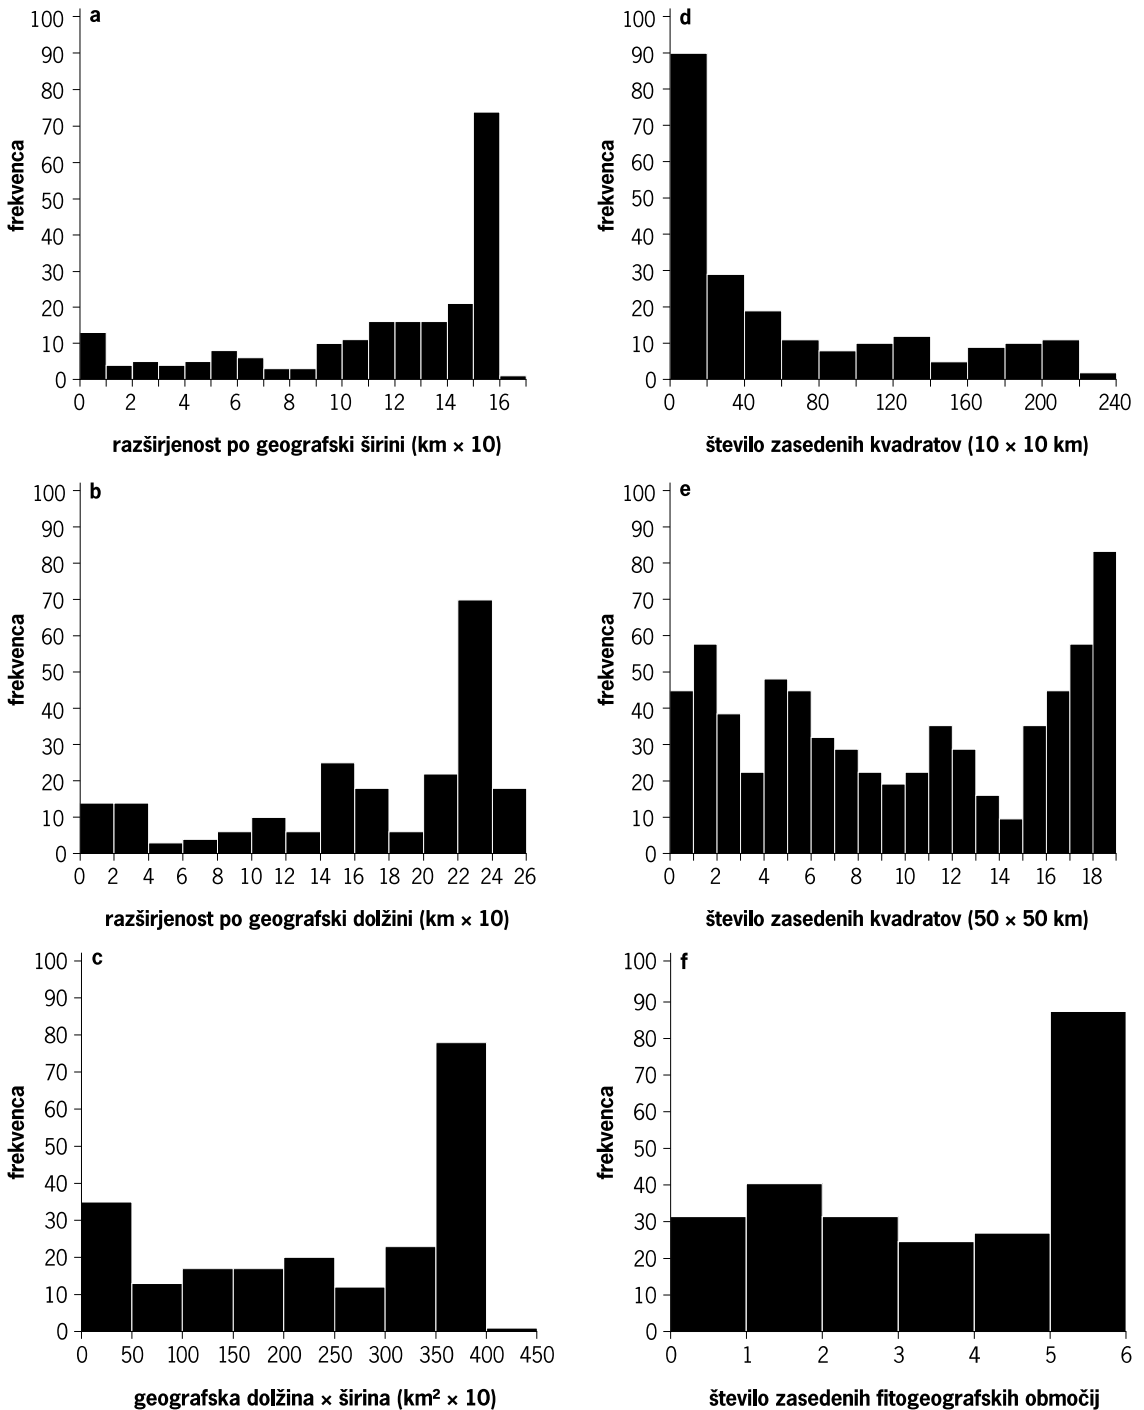 a
100
90
80
70
60
50
40
30
20
10
0
frekvenca
0 2 4 6 8 10 12 14 16
razširjenost po geografski širini (km × 10)
b
100
90
80
70
60
50
40
30
20
10
0
frekvenca
0 2 4 6 8 10 12 14 16 18 20 22 24 26
razširjenost po geografski dolžini (km × 10)
c
100
90
80
70
60
50
40
30
20
10
0
frekvenca
0 50 100 150 200 250 300 350 400 450
geografska dolžina × širina (km² × 10)
d
100
90
80
70
60
50
40
30
20
10
0
frekvenca
0 40 80 120 160 200 240
število zasedenih kvadratov (10 × 10 km)
e
100
90
80
70
60
50
40
30
20
10
0
frekvenca
0 2 4 6 8 10 12 14 16 18
število zasedenih kvadratov (50 × 50 km)
f
100
90
80
70
60
50
40
30
20
10
0
frekvenca
0 1 2 3 4 5 6
število zasedenih fitogeografskih območij